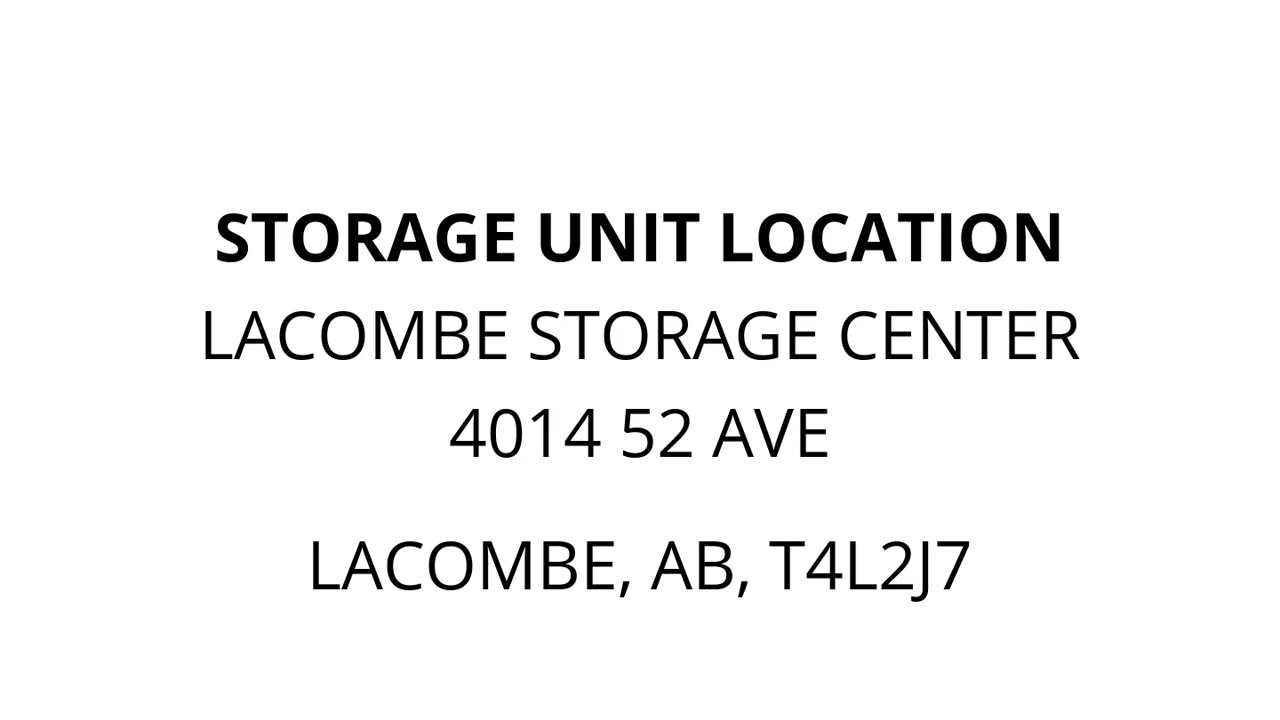 STORAGE UNIT LOCATION
LACOMBE STORAGE CENTER
4014 52 AVE
LACOMBE, AB, T4L2J7